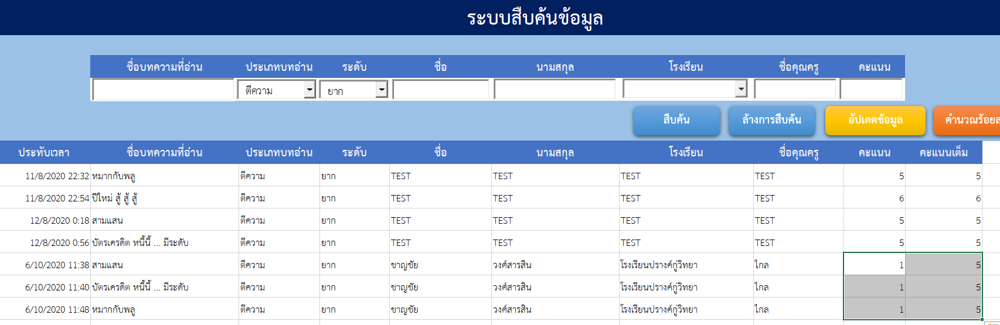 ระบบสืบค้นข้อมูล
ชื่อบทความที่อ่าน ประเภทบทอ่าน ระดับ ชื่อ นามสกุล โรงเรียน ชื่อคุณครู คะแนน
ตีความ ยาก
สืบค้น ล้างการสืบค้น อัปเดตข้อมูล คำนวณร้อยล
ประทับเวลา ชื่อบทความที่อ่าน ประเภทบทอ่าน ระดับ ชื่อ นามสกุล โรงเรียน ชื่อคุณครู คะแนน คะแนนเต็ม
11/8/2020 22:32 หมากกับพลู ตีความ ยาก TEST TEST TEST TEST 5 5
11/8/2020 22:54 ปีใหม่ สู้ สู้ สู้ ตีความ ยาก TEST TEST TEST TEST 6 6
12/8/2020 0:18 สามแสน ตีความ ยาก TEST TEST TEST TEST 5 5
12/8/2020 0:56 บัตรเครดิต หนี้นี้ ... มีระดับ ตีความ ยาก TEST TEST TEST TEST 5 5
6/10/2020 11:38 สามแสน ตีความ ยาก ชาญชัย วงศ์สารสิน โรงเรียนปรางค์กู่วิทยา ไกล 1 5
6/10/2020 11:40 บัตรเครดิต หนี้นี้ ... มีระดับ ตีความ ยาก ชาญชัย วงศ์สารสิน โรงเรียนปรางค์กู่วิทยา ไกล 1 5
6/10/2020 11:48 หมากกับพลู ตีความ ยาก ชาญชัย วงศ์สารสิน โรงเรียนปรางค์กู่วิทยา ไกล 1 5